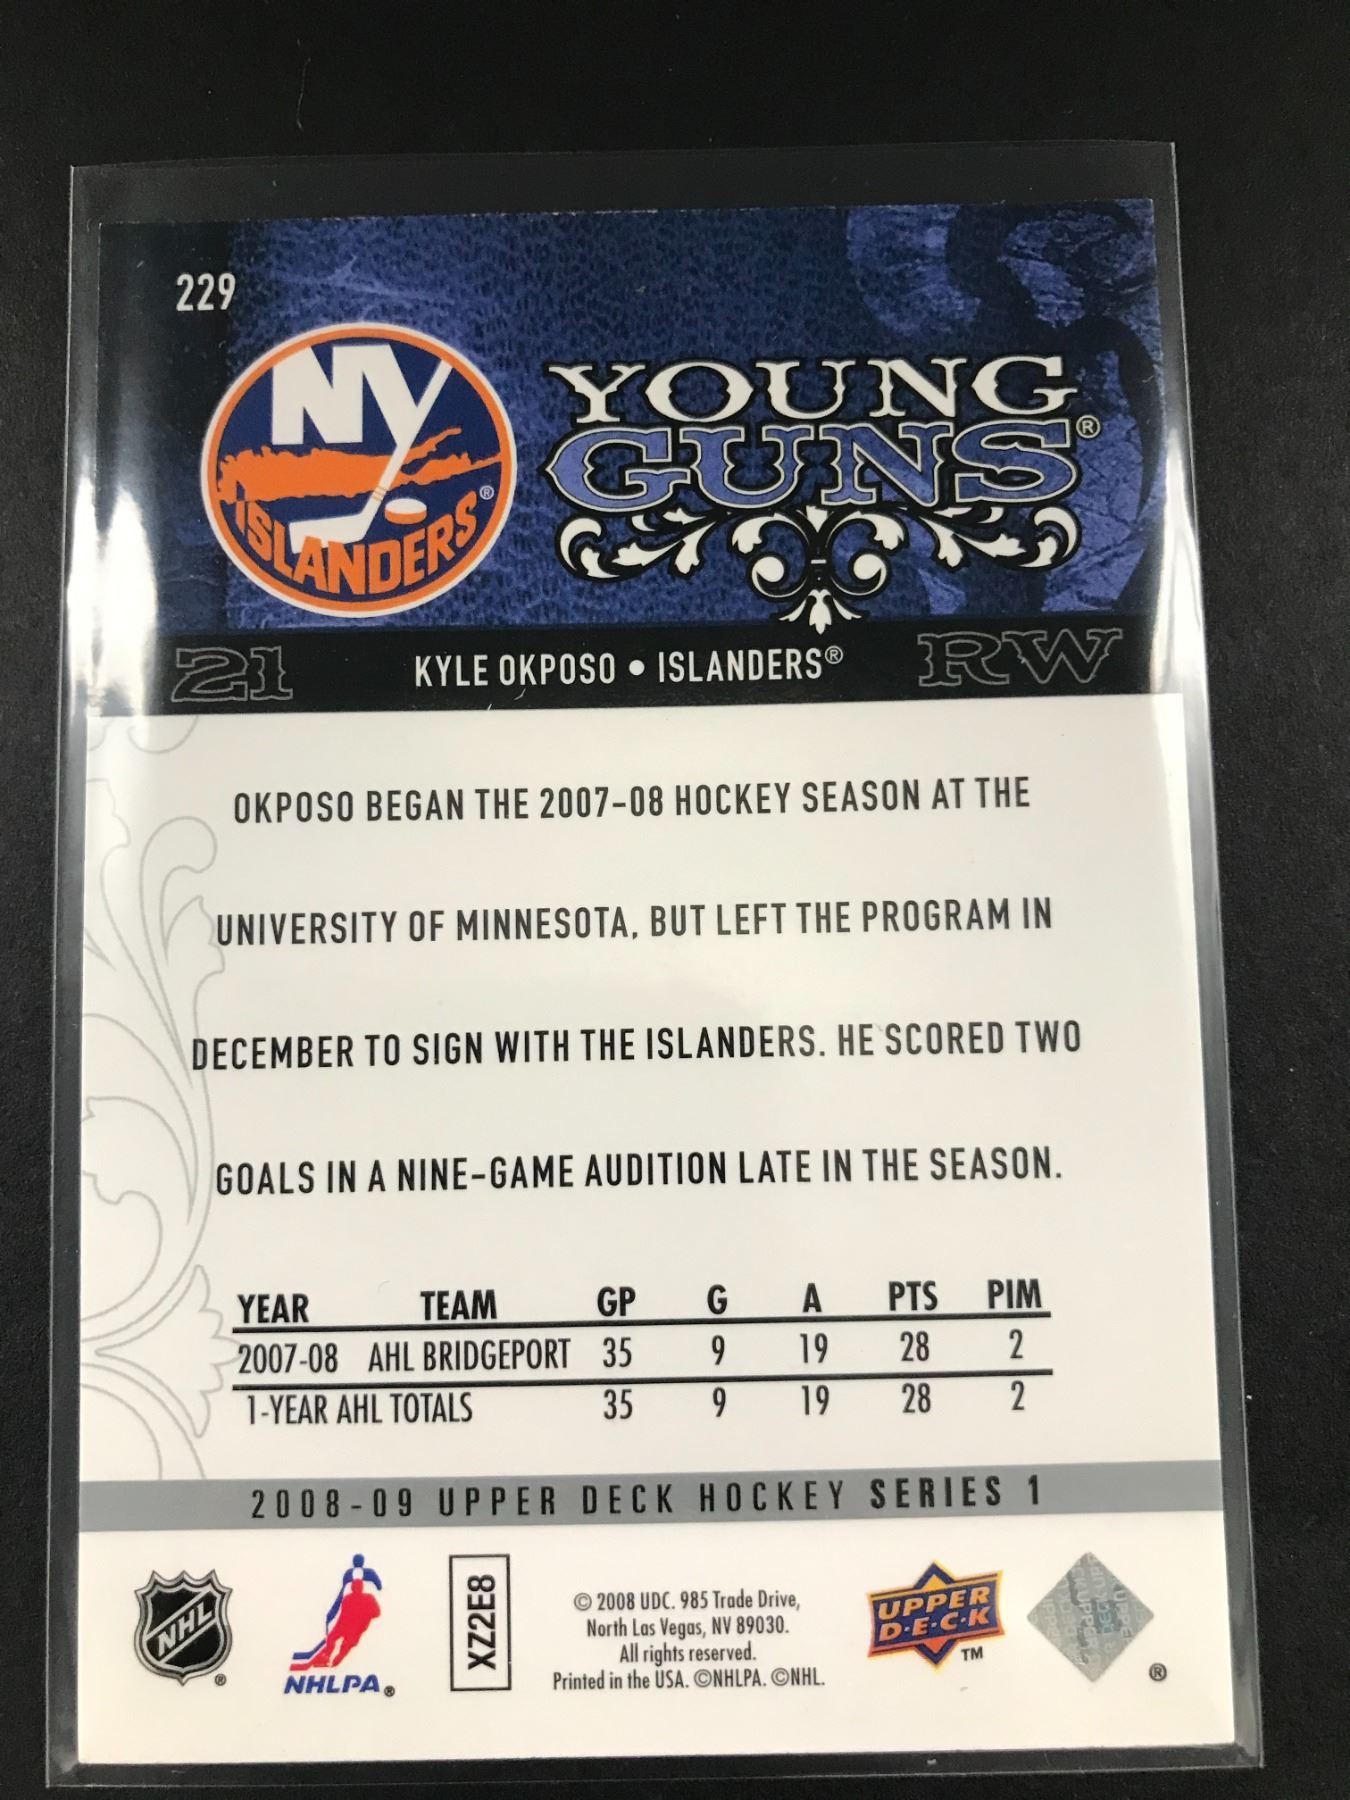 229
NY
ISLANDERS®
YOUNG
GUNS®
21 KYLE OKPOSO • ISLANDERS® RW
OKPOSO BEGAN THE 2007-08 HOCKEY SEASON AT THE
UNIVERSITY OF MINNESOTA, BUT LEFT THE PROGRAM IN
DECEMBER TO SIGN WITH THE ISLANDERS. HE SCORED TWO
GOALS IN A NINE-GAME AUDITION LATE IN THE SEASON.
YEAR TEAM GP G A PTS PIM
2007-08 AHL BRIDGEPORT 35 9 19 28 2
1-YEAR AHL TOTALS 35 9 19 28 2
2008-09 UPPER DECK HOCKEY SERIES 1
NHL®
NHLPA®
XZ2E8
© 2008 UDC. 985 Trade Drive,
North Las Vegas, NV 89030.
All rights reserved.
Printed in the USA. ©NHLPA. ©NHL.
UPPER
D·E·C·K
TM
®